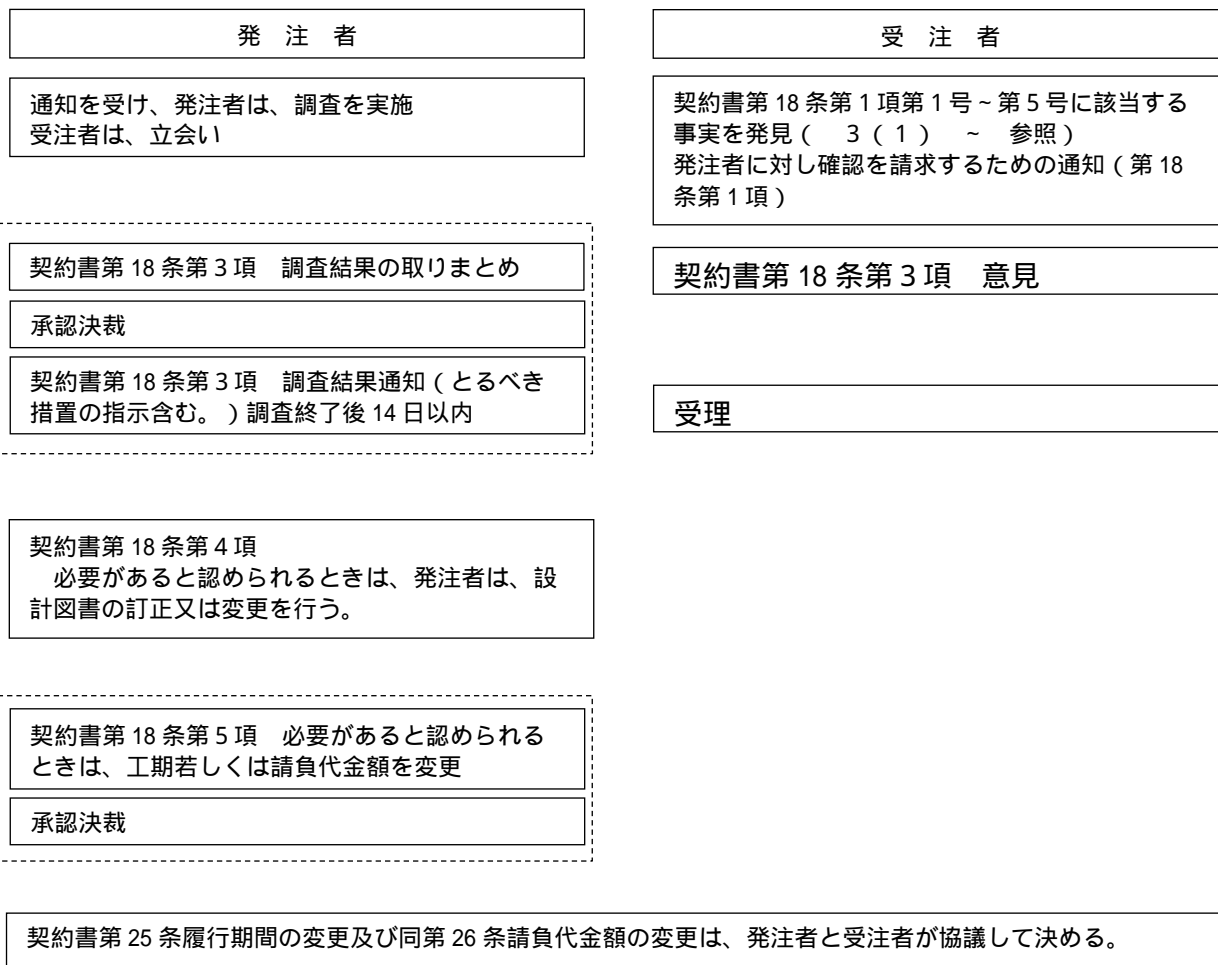 発 注 者
受 注 者
通知を受け、発注者は、調査を実施
受注者は、立会い
契約書第 18 条第１項第１号～第５号に該当する
事実を発見（　３（１）　～　参照）
発注者に対し確認を請求するための通知（第 18
条第１項）
契約書第 18 条第３項　調査結果の取りまとめ
契約書第 18 条第３項　意見
承認決裁
契約書第 18 条第３項　調査結果通知（とるべき
措置の指示含む。）調査終了後 14 日以内
受理
契約書第 18 条第４項
　必要があると認められるときは、発注者は、設
計図書の訂正又は変更を行う。
契約書第 18 条第５項　必要があると認められる
ときは、工期若しくは請負代金額を変更
承認決裁
契約書第 25 条履行期間の変更及び同第 26 条請負代金額の変更は、発注者と受注者が協議して決める。